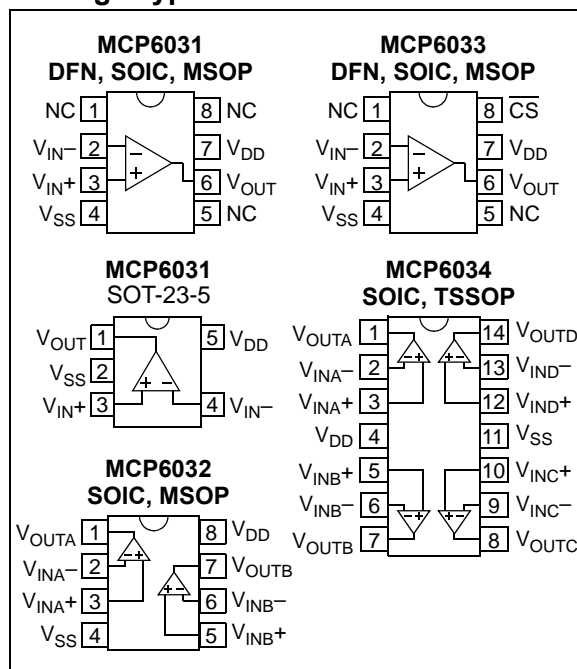 MCP6031
DFN, SOIC, MSOP
NC 1 8 NC
VIN– 2 7 VDD
VIN+ 3 6 VOUT
VSS 4 5 NC
MCP6033
DFN, SOIC, MSOP
NC 1 8 CS
VIN– 2 7 VDD
VIN+ 3 6 VOUT
VSS 4 5 NC
MCP6031
SOT-23-5
VOUT 1 5 VDD
VSS 2
VIN+ 3 4 VIN–
MCP6034
SOIC, TSSOP
VOUTA 1 14 VOUTD
VINA– 2 13 VIND–
VINA+ 3 12 VIND+
VDD 4 11 VSS
VINB+ 5 10 VINC+
VINB– 6 9 VINC–
VOUTB 7 8 VOUTC
MCP6032
SOIC, MSOP
VOUTA 1 8 VDD
VINA– 2 7 VOUTB
VINA+ 3 6 VINB–
VSS 4 5 VINB+